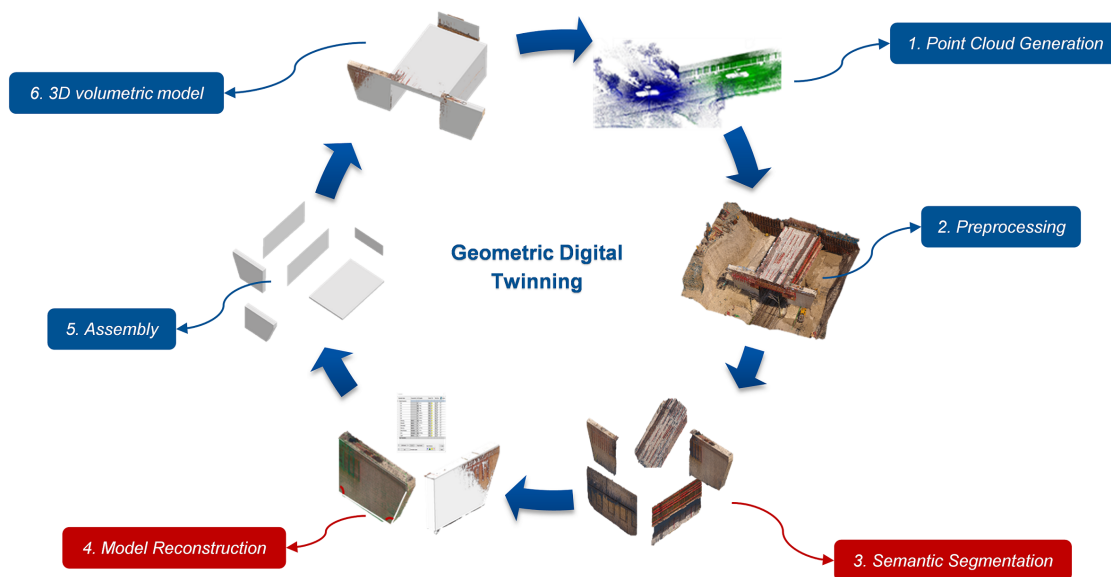 1. Point Cloud Generation
6. 3D volumetric model
2. Preprocessing
Geometric Digital
Twinning
5. Assembly
4. Model Reconstruction
3. Semantic Segmentation